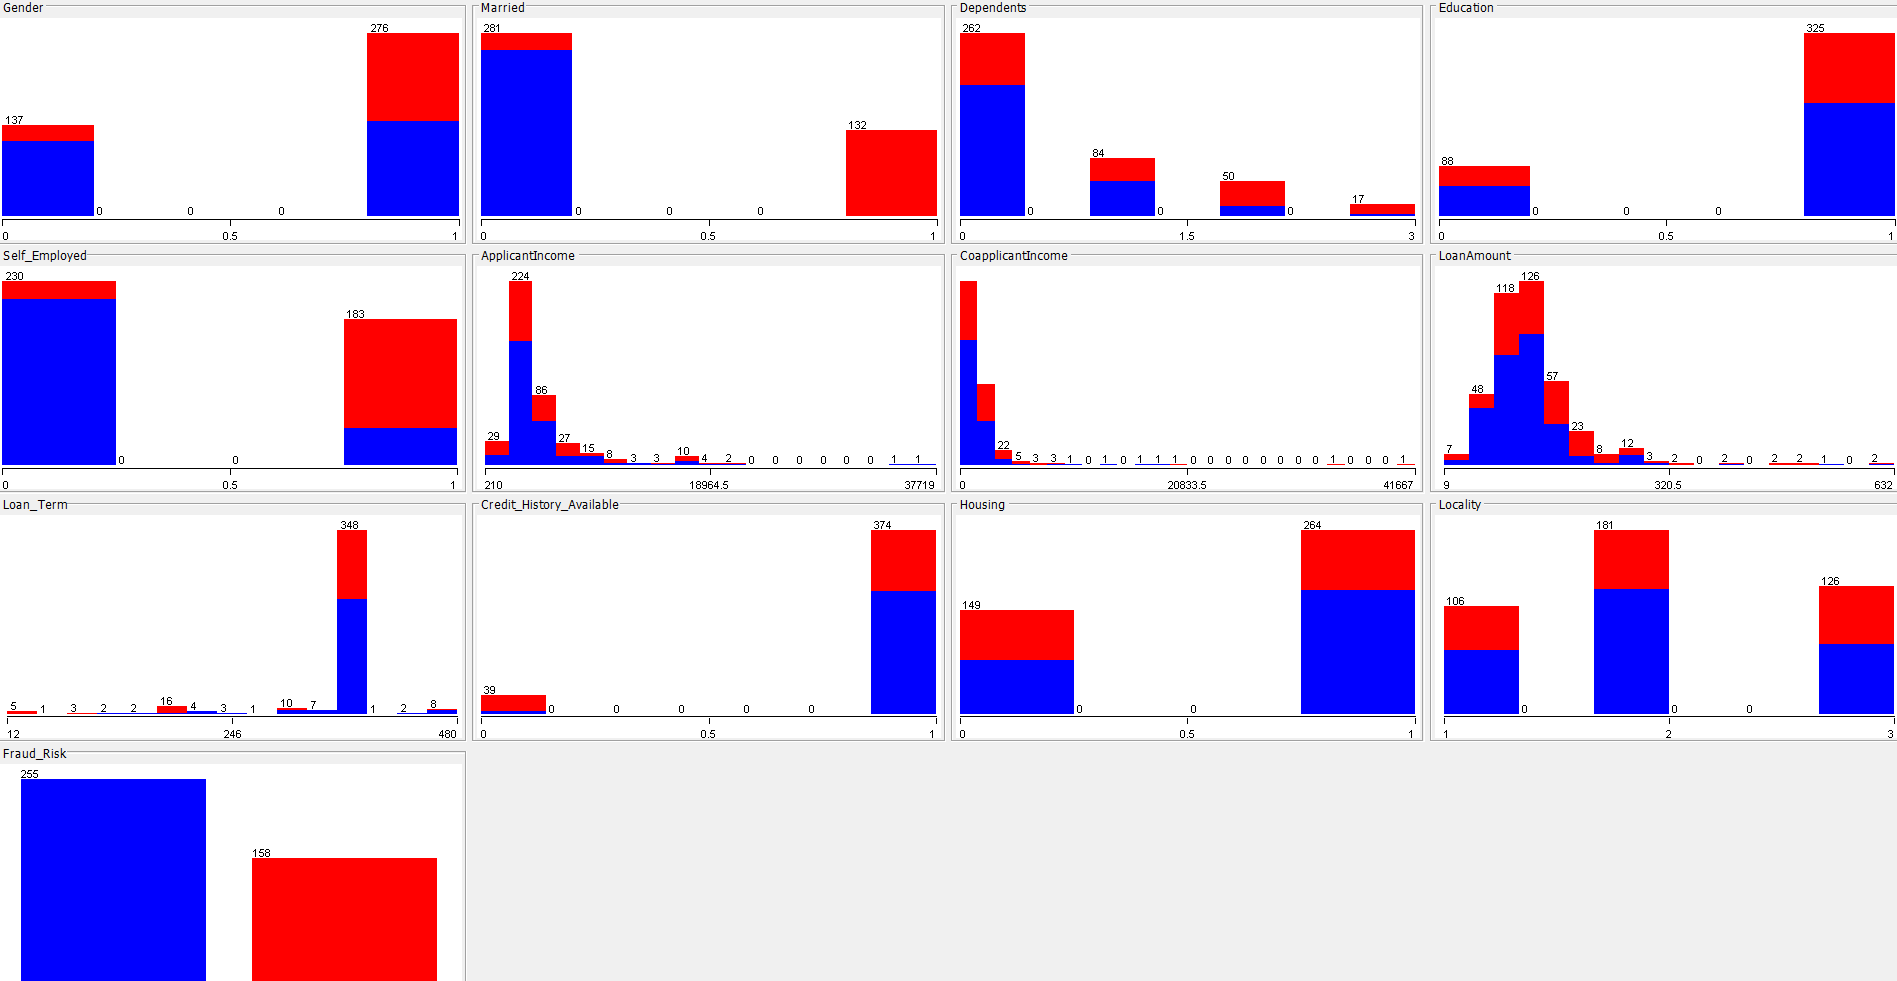 Gender
276
137
0 0 0
0 0.5 1
Married
281
132
0 0 0
0 0.5 1
Dependents
262
84
50
17
0 0 0
0 1.5 3
Education
325
88
0 0 0
0 0.5 1
Self_Employed
230
183
0 0
0 0.5 1
ApplicantIncome
224
86
29 27 15 8 3 3 10 4 2 0 0 0 0 0 0 1 1
210 18964.5 37719
CoapplicantIncome
22 5 3 3 1 0 1 0 1 1 1 0 0 0 0 0 0 0 0 1 0 0 0 1
0 20833.5 41667
LoanAmount
126
118
57
48
23
7 8 12 3 2 0 2 0 2 2 1 0 2
9 320.5 632
Loan_Term
348
5 1 3 2 2 16 4 3 1 10 7 1 2 8
12 246 480
Credit_History_Available
374
39
0 0 0 0 0
0 0.5 1
Housing
264
149
0 0
0 0.5 1
Locality
181
126
106
0 0 0
1 2 3
Fraud_Risk
255
158